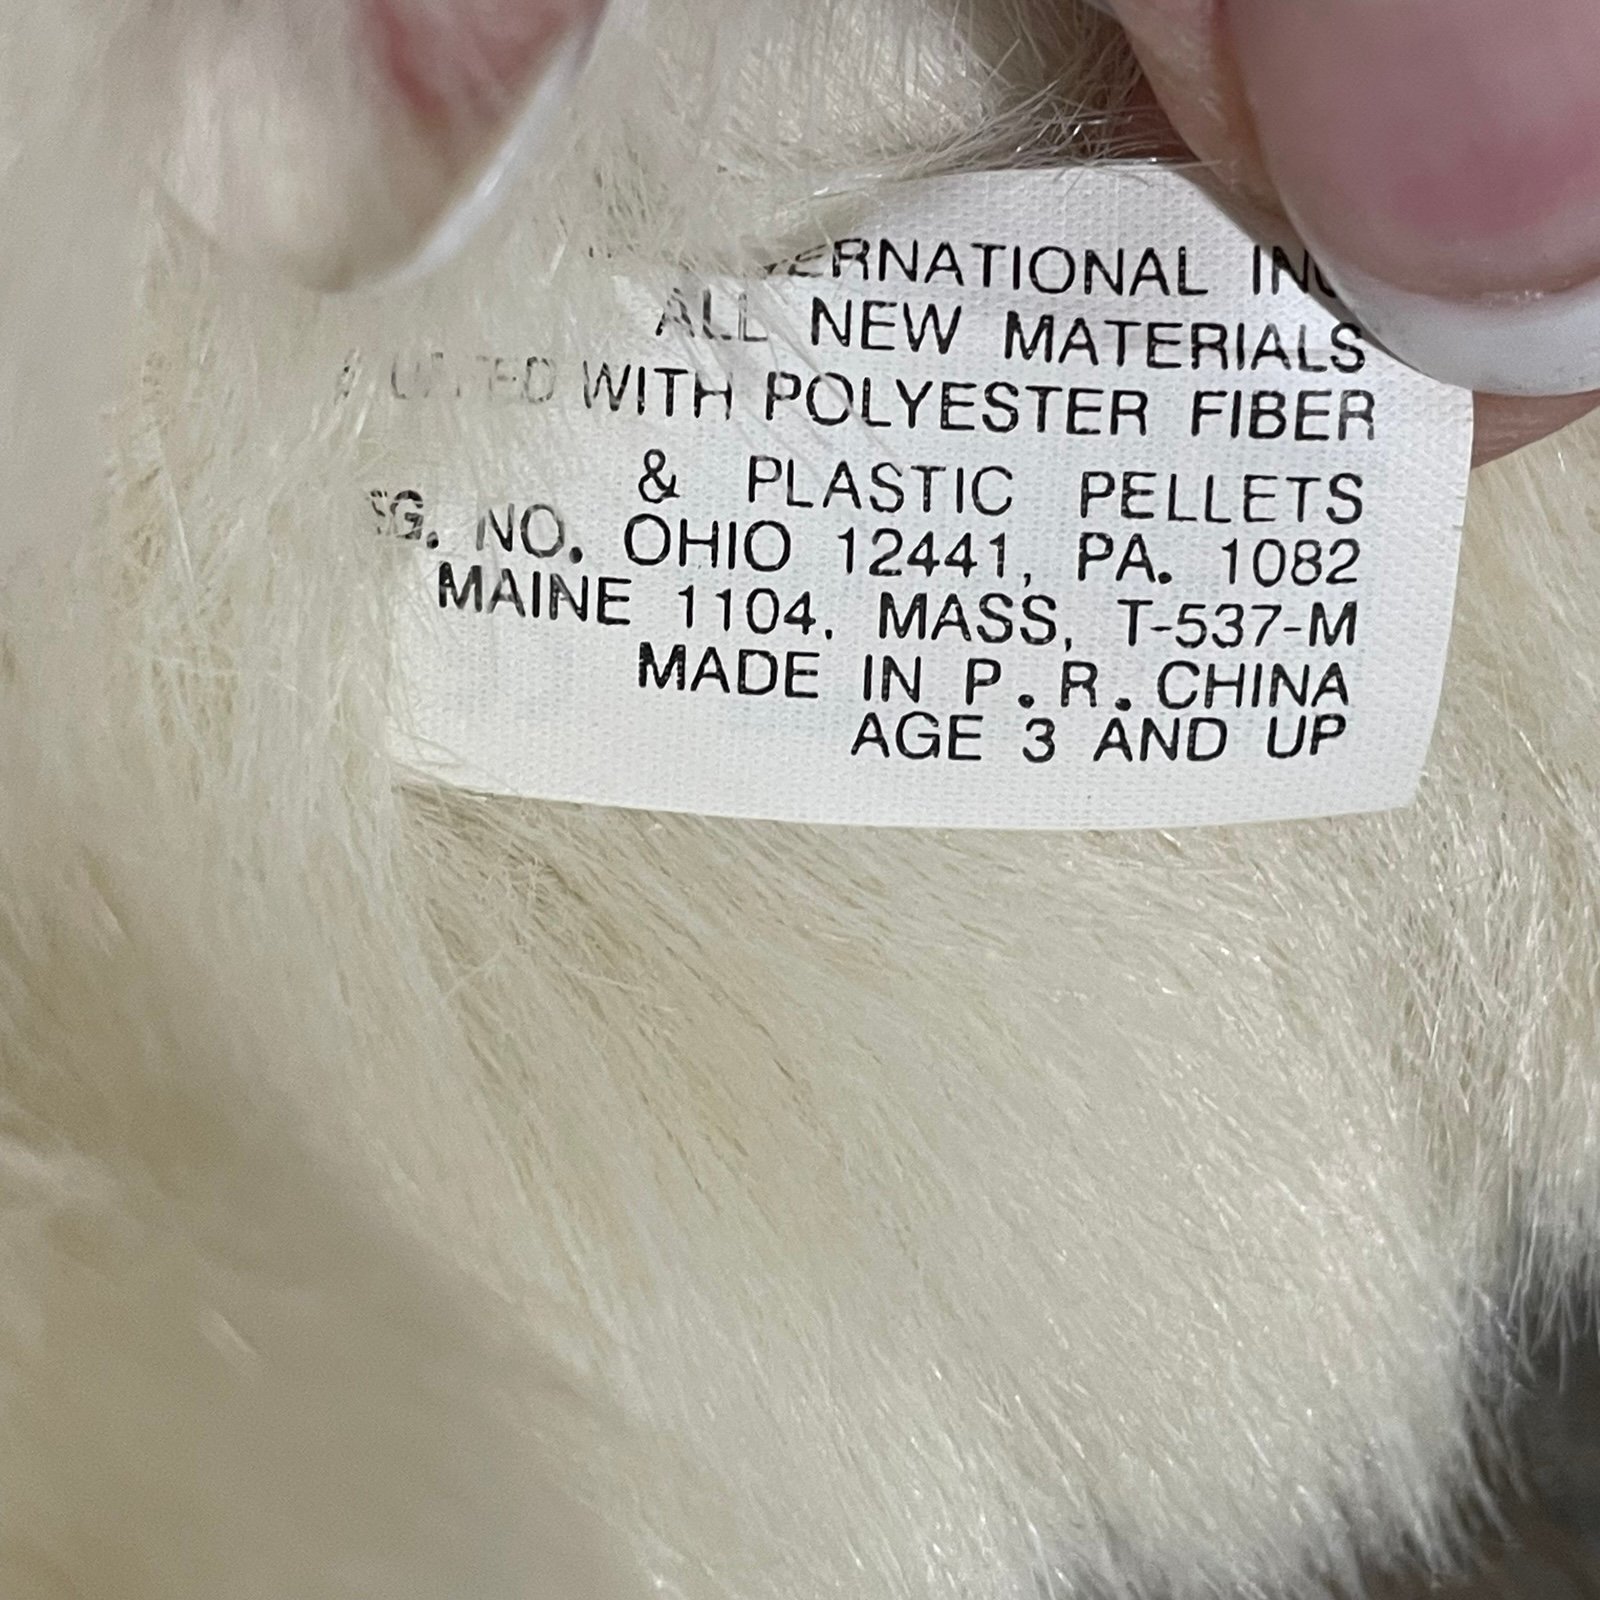 ERNATIONAL IN
ALL NEW MATERIALS
WITH POLYESTER FIBER
& PLASTIC PELLETS
NO. OHIO 12441, PA. 1082
MAINE 1104. MASS, T-537-M
MADE IN P.R.CHINA
AGE 3 AND UP